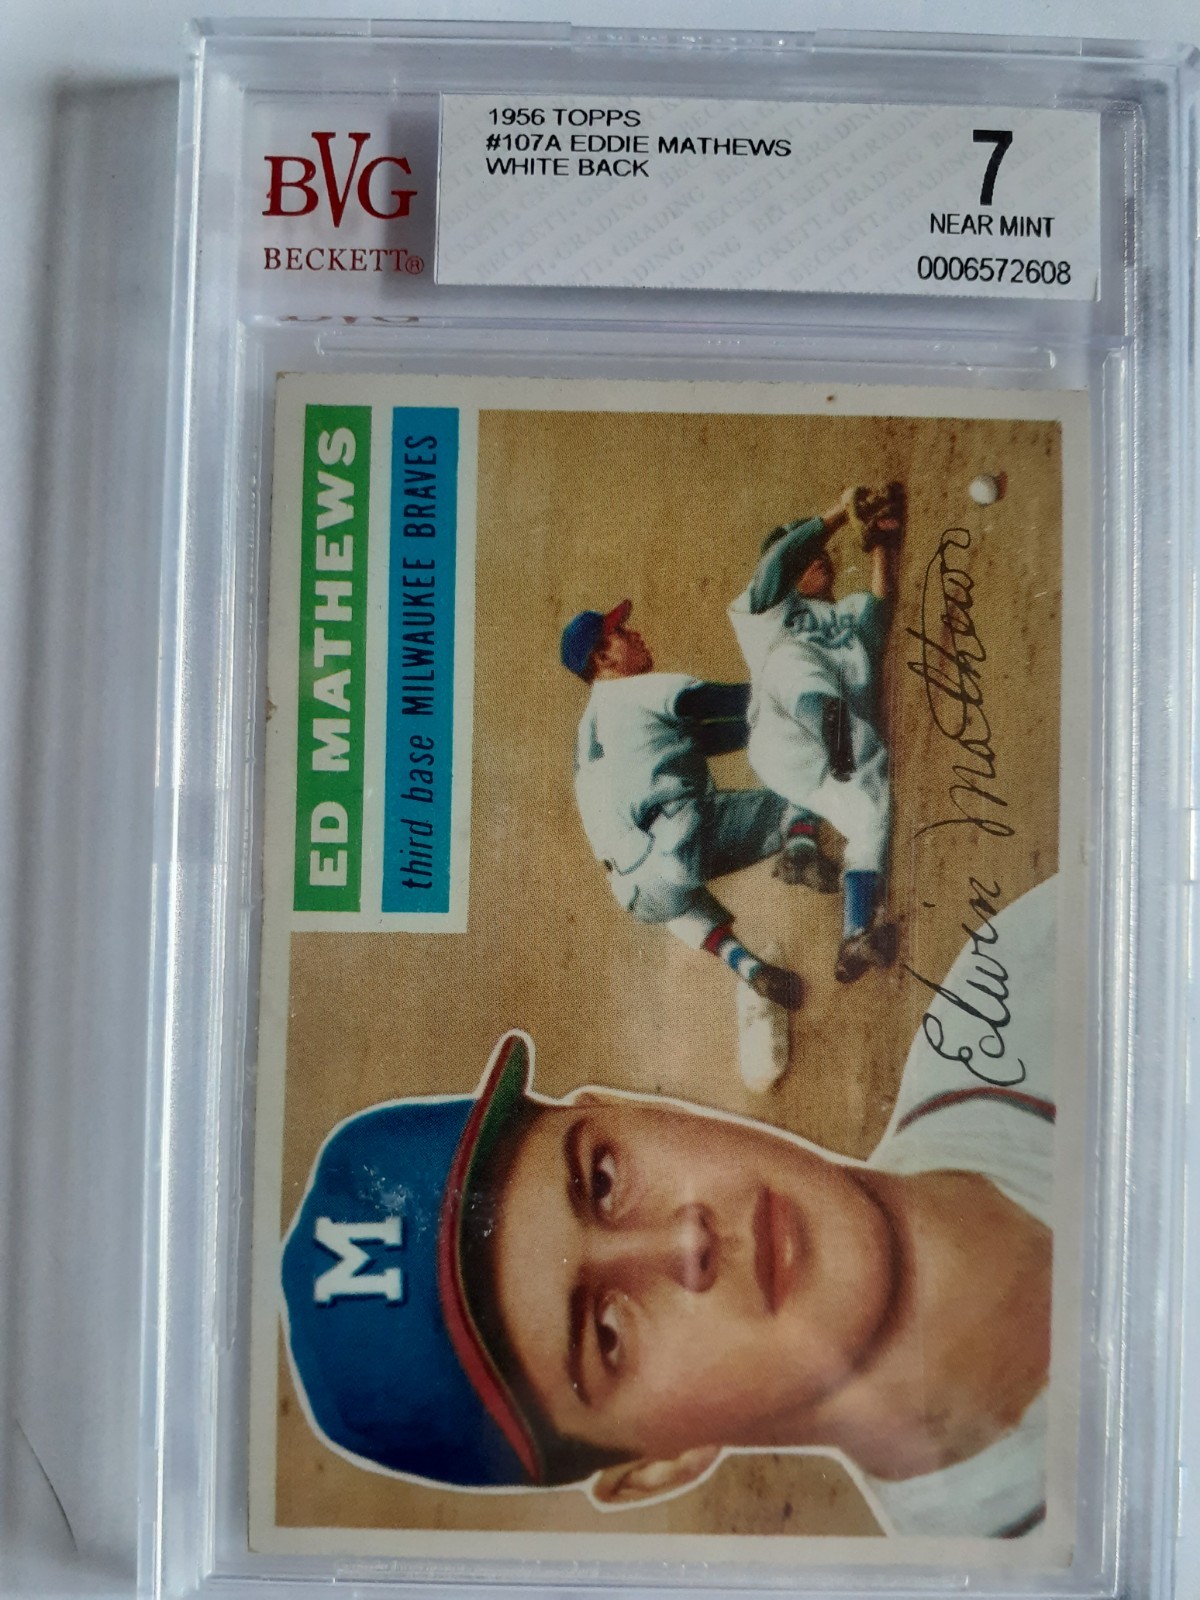 BVG
BECKETT®
1956 TOPPS
#107A EDDIE MATHEWS
WHITE BACK
7
NEAR MINT
0006572608
ED MATHEWS
third base MILWAUKEE BRAVES
Edwin Mathews
M